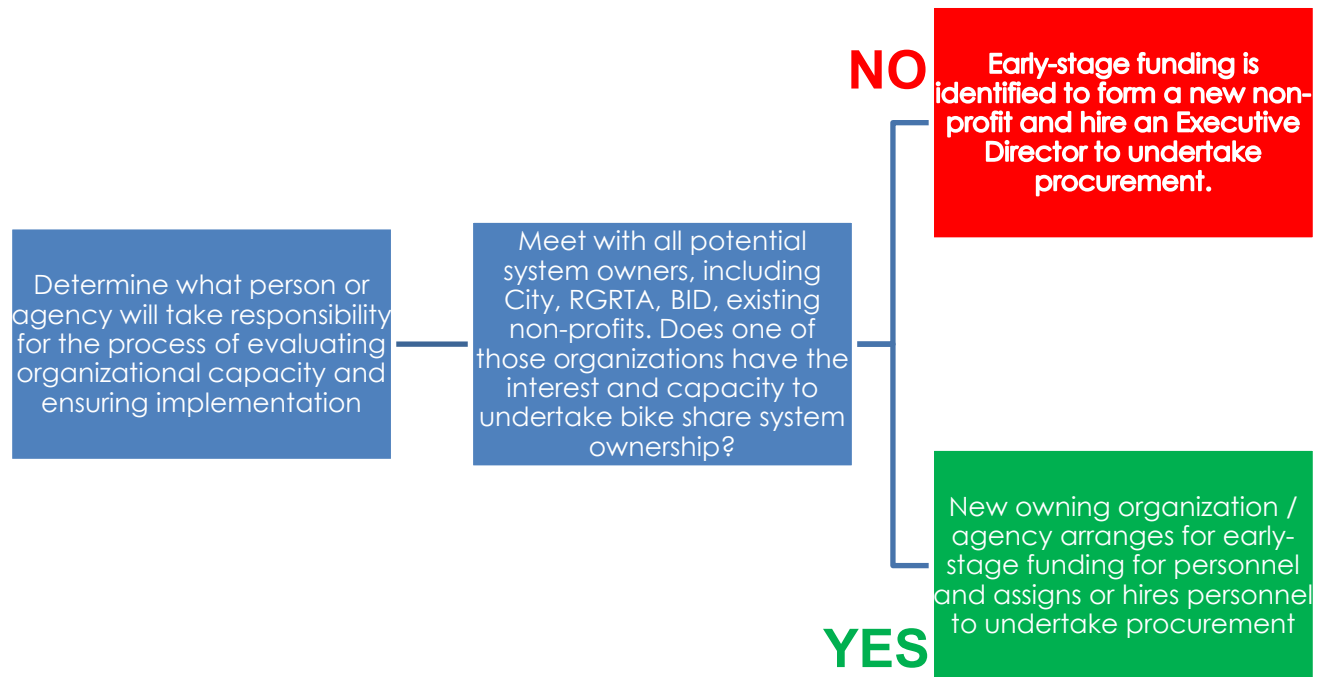 Determine what person or
agency will take responsibility
for the process of evaluating
organizational capacity and
ensuring implementation
Meet with all potential
system owners, including
City, RGRTA, BID, existing
non-profits. Does one of
those organizations have the
interest and capacity to
undertake bike share system
ownership?
NO
Early-stage funding is
identified to form a new non-
profit and hire an Executive
Director to undertake
procurement.
YES
New owning organization /
agency arranges for early-
stage funding for personnel
and assigns or hires personnel
to undertake procurement